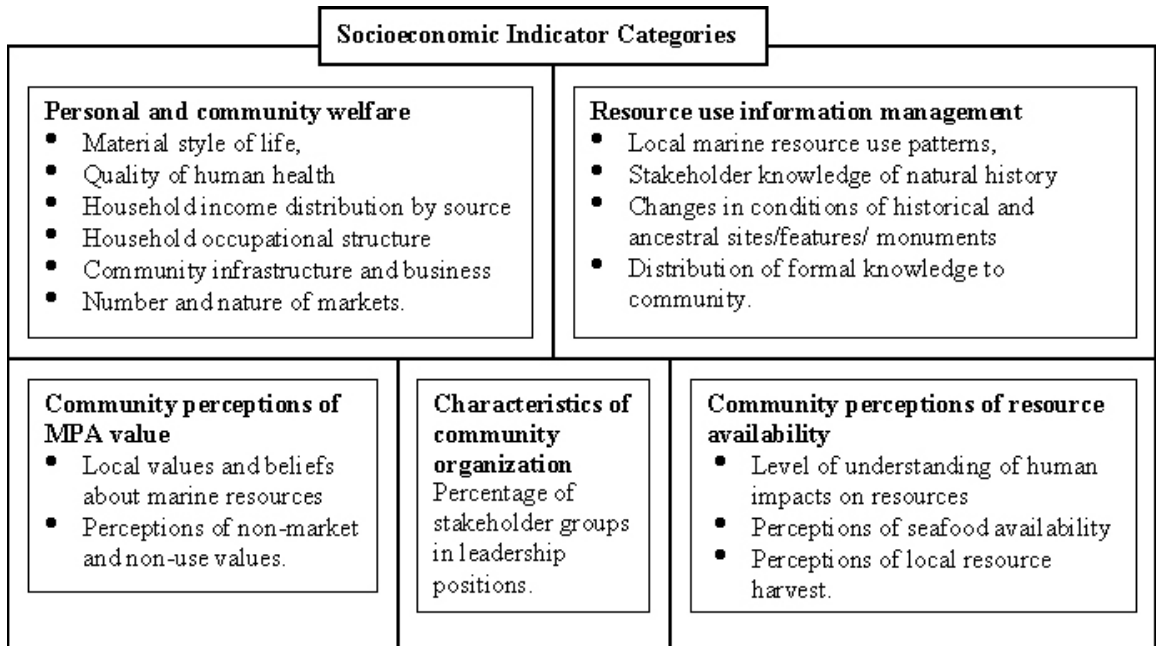 Socioeconomic Indicator Categories
Personal and community welfare
• Material style of life,
• Quality of human health
• Household income distribution by source
• Household occupational structure
• Community infrastructure and business
• Number and nature of markets.
Resource use information management
• Local marine resource use patterns,
• Stakeholder knowledge of natural history
• Changes in conditions of historical and
ancestral sites/features/ monuments
• Distribution of formal knowledge to
community.
Community perceptions of
MPA value
• Local values and beliefs
about marine resources
• Perceptions of non-market
and non-use values.
Characteristics of
community
organization
Percentage of
stakeholder groups
in leadership
positions.
Community perceptions of resource
availability
• Level of understanding of human
impacts on resources
• Perceptions of seafood availability
• Perceptions of local resource
harvest.